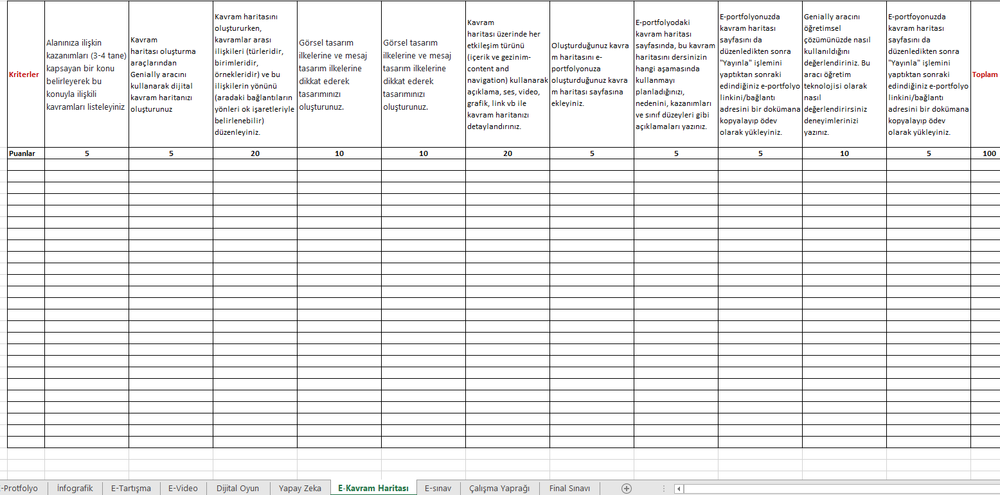 Kriterler
Alanınıza ilişkin
kazanımları (3-4 tane)
kapsayan bir konu
belirleyerek bu
konuyla ilişkili
kavramları listeleyiniz
Kavram
haritası oluşturma
araçlarından
Genially aracını
kullanarak dijital
kavram haritanızı
oluşturunuz
Kavram haritasını
oluştururken,
kavramlar arası
ilişkileri (türleridir,
birimleridir,
örnekleridir) ve bu
ilişkilerin yönünü
(aradaki bağlantıların
yönleri ok işaretleriyle
belirlenebilir)
düzenleyiniz.
Görsel tasarım
ilkelerine ve mesaj
tasarım ilkelerine
dikkat ederek
tasarımınızı
oluşturunuz.
Görsel tasarım
ilkelerine ve mesaj
tasarım ilkelerine
dikkat ederek
tasarımınızı
oluşturunuz.
Kavram
haritası üzerinde her
etkileşim türünü
(içerik ve gezinim-
content and
navigation) kullanarak
açıklama, ses, video,
grafik, link vb ile
kavram haritanızı
detaylandırınız.
Oluşturduğunuz kavra
m haritasını e-
portfolyonuza
oluşturduğunuz kavra
m haritası sayfasına
ekleyiniz.
E-portfolyodaki
kavram haritası
sayfasında, bu kavram
haritasını dersinizin
hangi aşamasında
kullanmayı
planladığınızı,
nedenini, kazanımları
ve sınıf düzeyleri gibi
açıklamaları yazınız.
E-portfolyonuzda
kavram haritası
sayfasını da
düzenledikten sonra
"Yayınla" işlemini
yaptıktan sonraki
edindiğiniz e-portfolyo
linkini/bağlantı
adresini bir dokümana
kopyalayıp ödev
olarak yükleyiniz.
Genially aracını
öğretimsel
çözümünüzde nasıl
kullanıldığını
değerlendiriniz. Bu
aracı öğretim
teknolojisi olarak
nasıl
değerlendirirsiniz
deneyimlerinizi
yazınız.
E-portfoyonuzda
kavram haritası
sayfasını da
düzenledikten sonra
"Yayınla" işlemini
yaptıktan sonraki
edindiğiniz e-portfolyo
linkini/bağlantı
adresini bir dokümana
kopyalayıp ödev
olarak yükleyiniz.
Toplam
Puanlar 5 5 20 10 10 20 5 5 5 10 5 100
-Protfolyo İnfografik E-Tartışma E-Video Dijital Oyun Yapay Zeka E-Kavram Haritası E-sınav Çalışma Yaprağı Final Sınavı